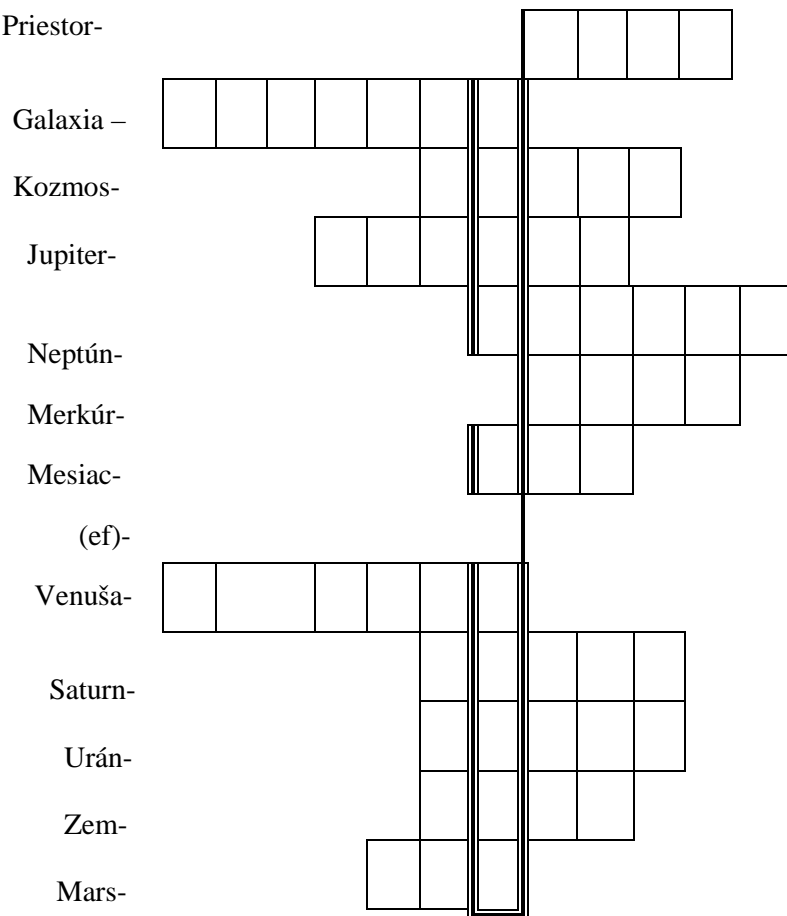 Priestor-
Galaxia –
Kozmos-
Jupiter-
Neptún-
Merkúr-
Mesiac-
(ef)-
Venuša-
Saturn-
Urán-
Zem-
Mars-